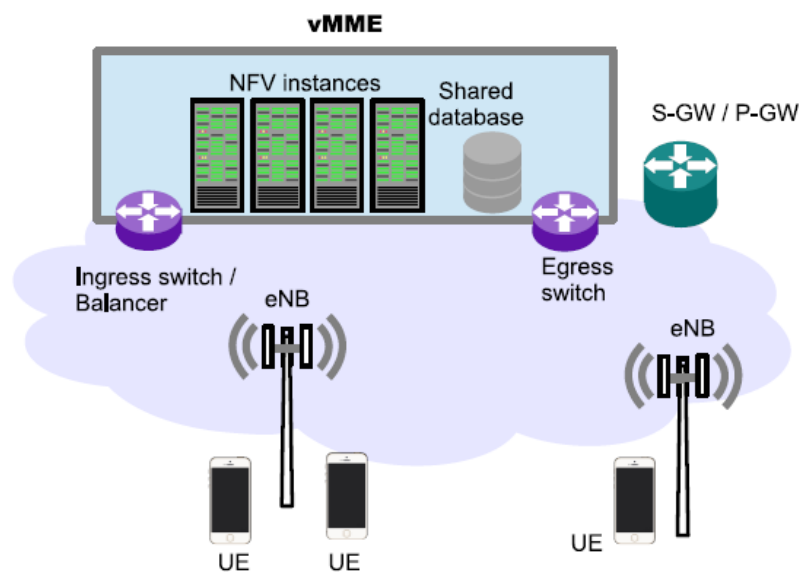 vMME
NFV instances
Shared
database
S-GW / P-GW
Ingress switch /
Balancer
Egress
switch
eNB
eNB
UE
UE
UE